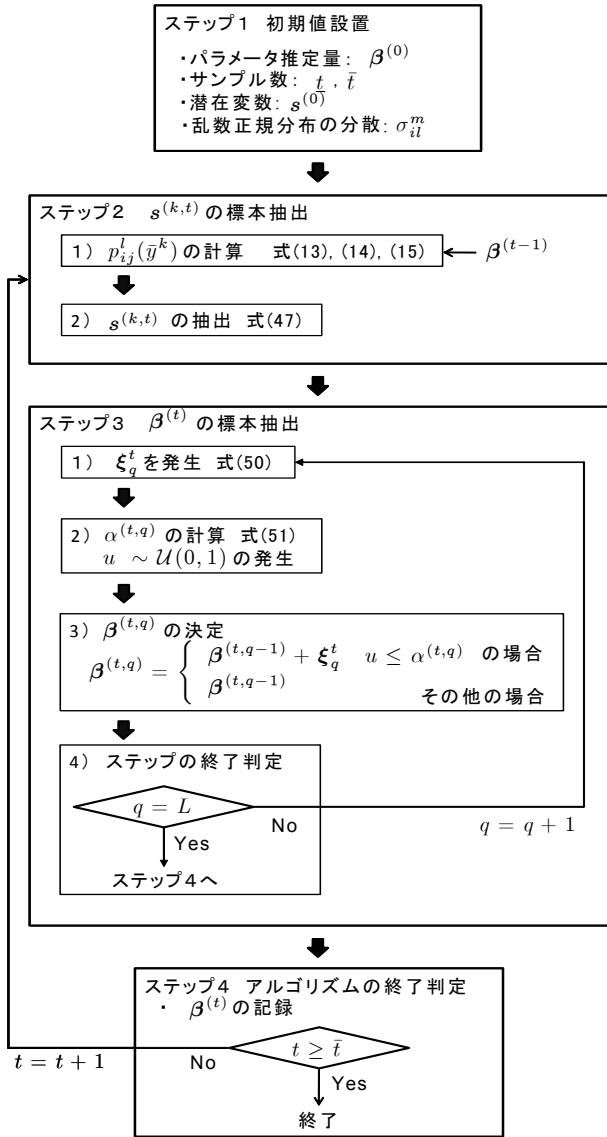 ステップ1 初期値設置
・パラメータ推定量: β^(0)
・サンプル数: t̲ , t̄
・潜在変数: s^(0)
・乱数正規分布の分散: σ_il^m
ステップ2 s^(k,t) の標本抽出
1) p_ij^l(ȳ^k) の計算 式(13), (14), (15)
β^(t−1)
2) s^(k,t) の抽出 式(47)
ステップ3 β^(t) の標本抽出
1) ξ_q^t を発生 式(50)
2) α^(t,q) の計算 式(51)
u ∼ U(0, 1) の発生
3) β^(t,q) の決定
β^(t,q) = { β^(t,q−1) + ξ_q^t u ≤ α^(t,q) の場合
β^(t,q−1) その他の場合
4) ステップの終了判定
q = L
No
q = q + 1
Yes
ステップ4へ
ステップ4 アルゴリズムの終了判定
・ β^(t) の記録
t ≥ t̄
No
t = t + 1
Yes
終了